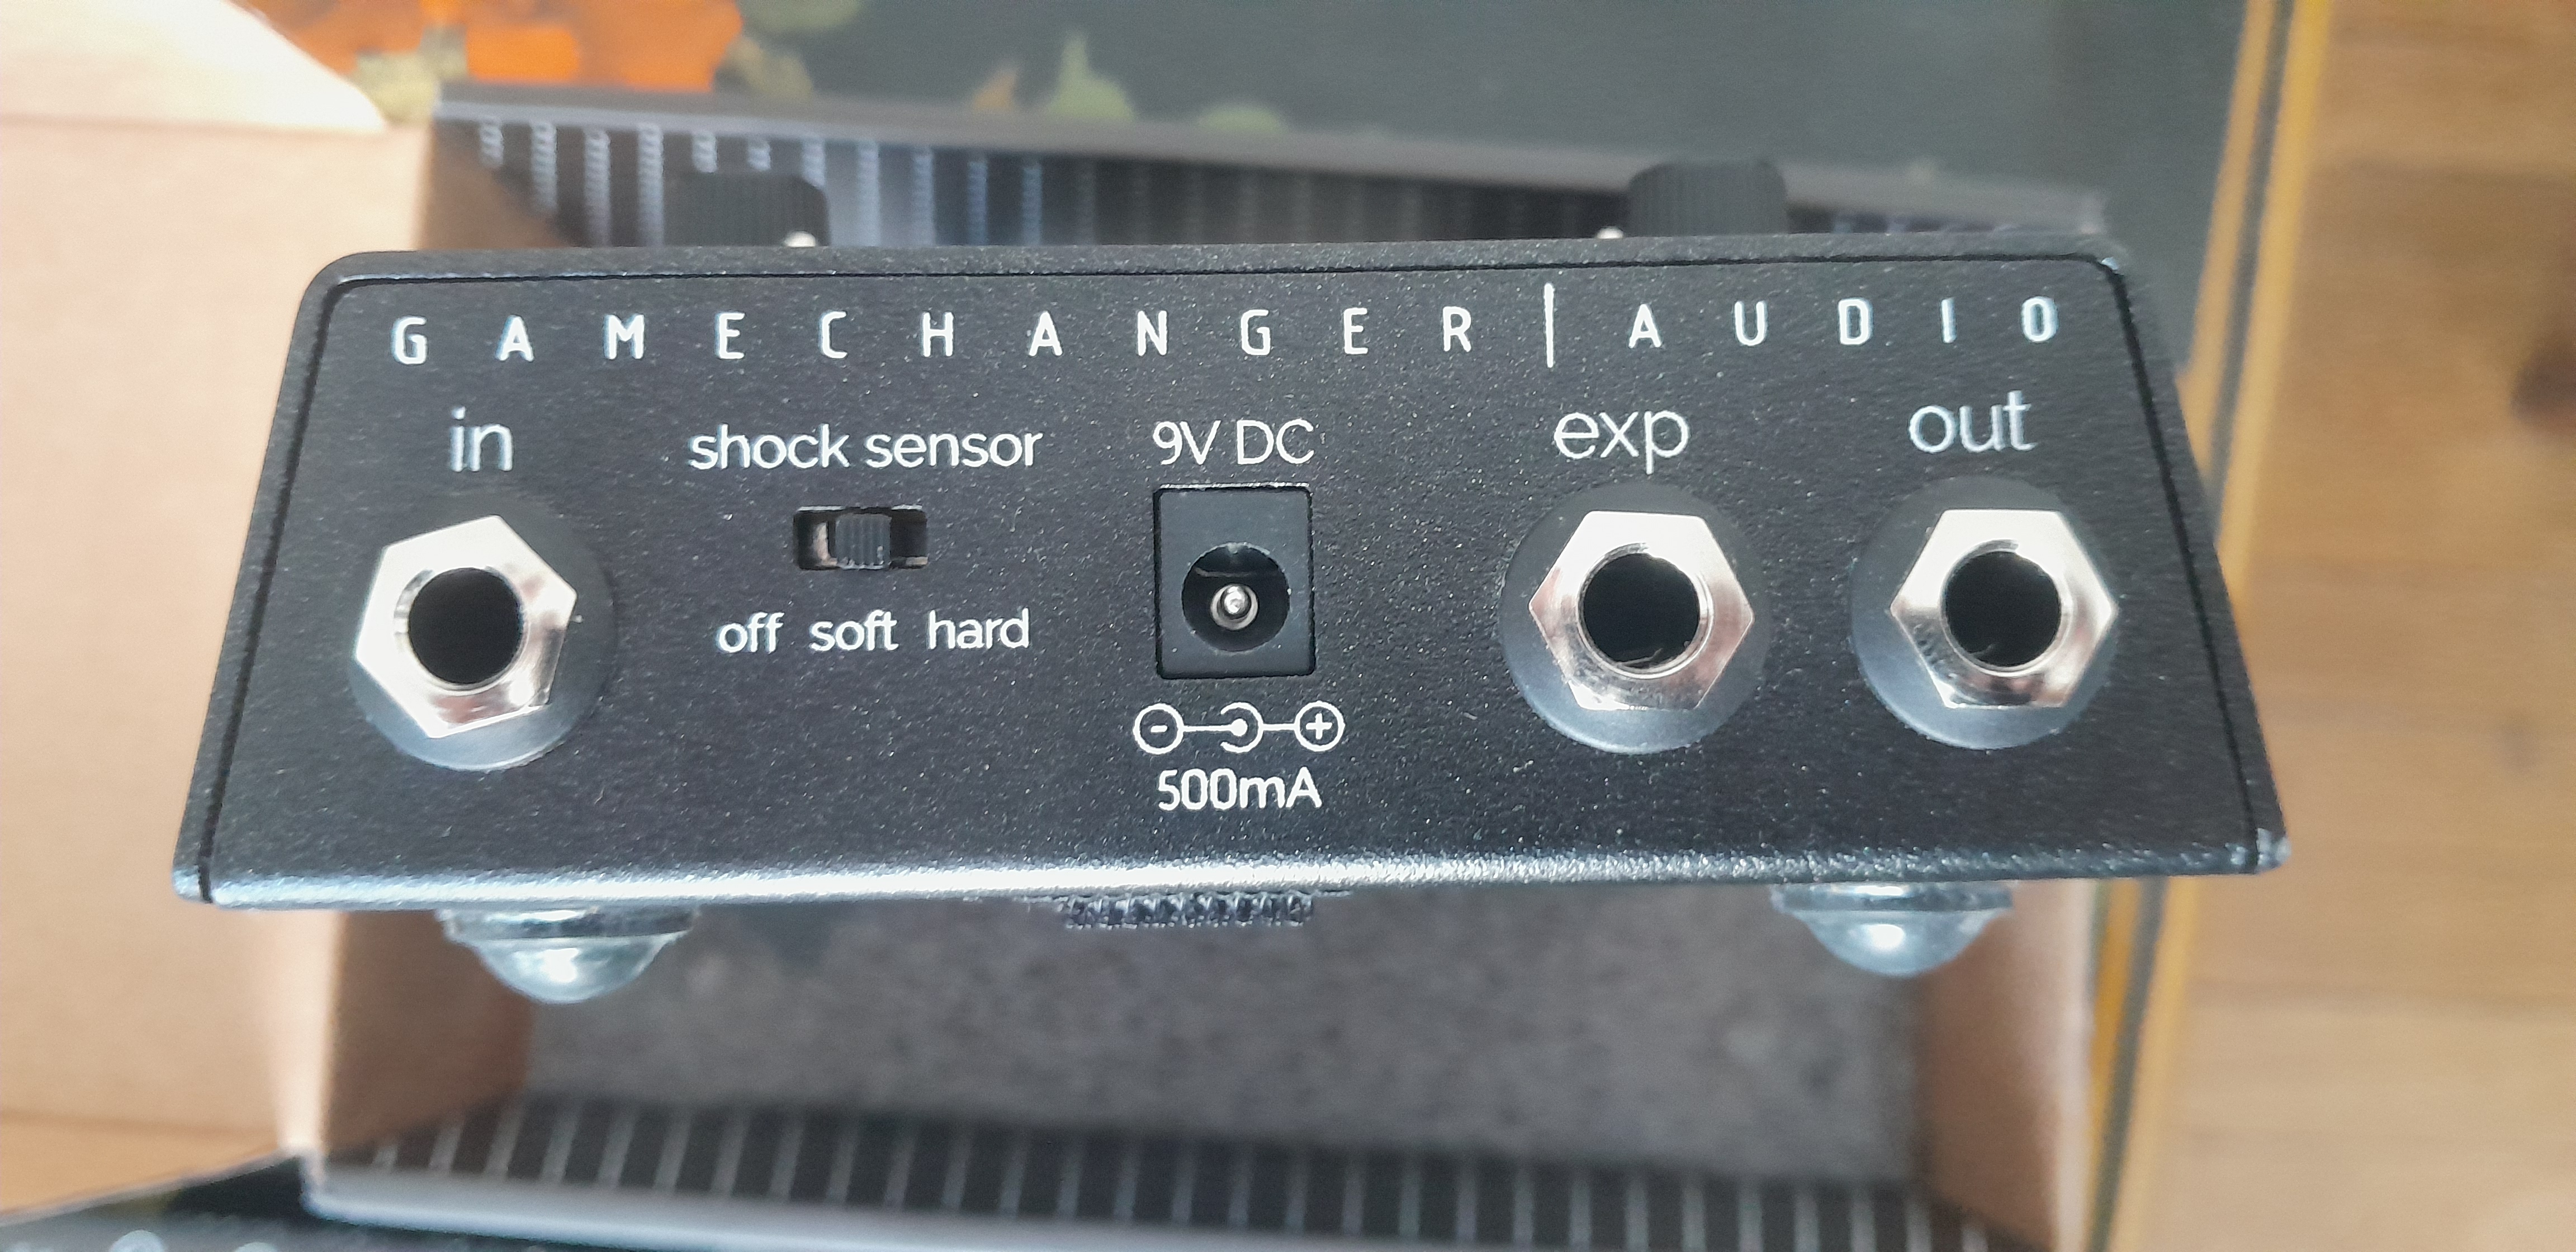 GAMECHANGER | AUDIO
in
shock sensor
9V DC
exp
out
off soft hard
- +
500mA